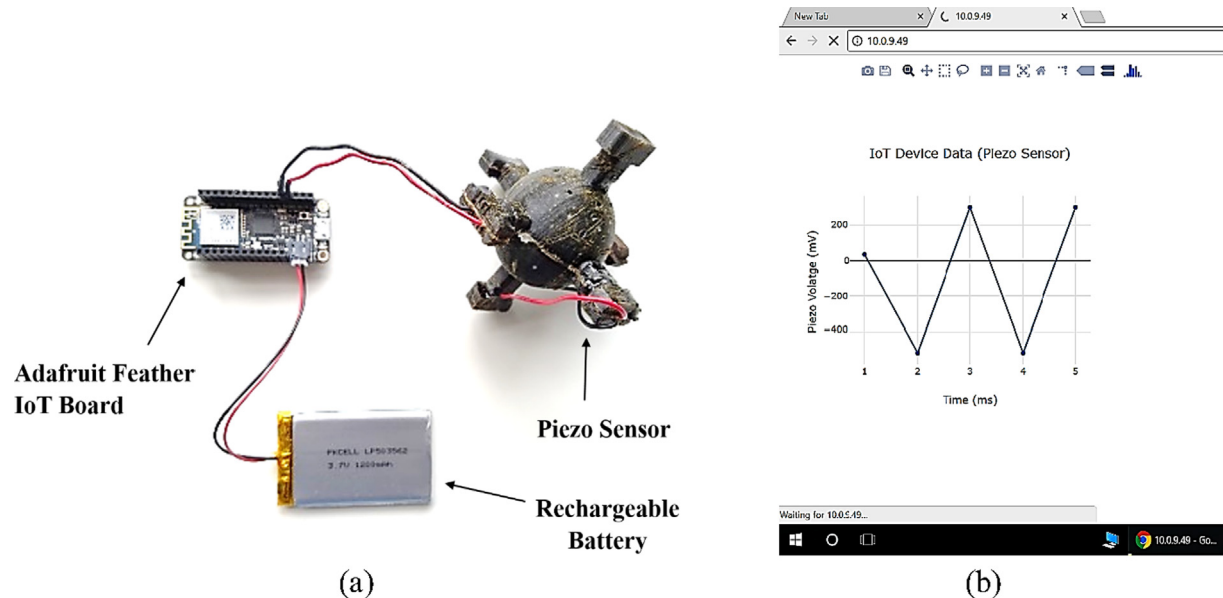 Adafruit Feather
IoT Board
PKCELL LP503562
3.7V 1200mAh
Piezo Sensor
Rechargeable
Battery
(a)
New Tab
10.0.9.49
10.0.9.49
IoT Device Data (Piezo Sensor)
Piezo Volatge (mV)
200
0
−200
−400
1 2 3 4 5
Time (ms)
Waiting for 10.0.9.49...
10.0.9.49 - Go...
(b)